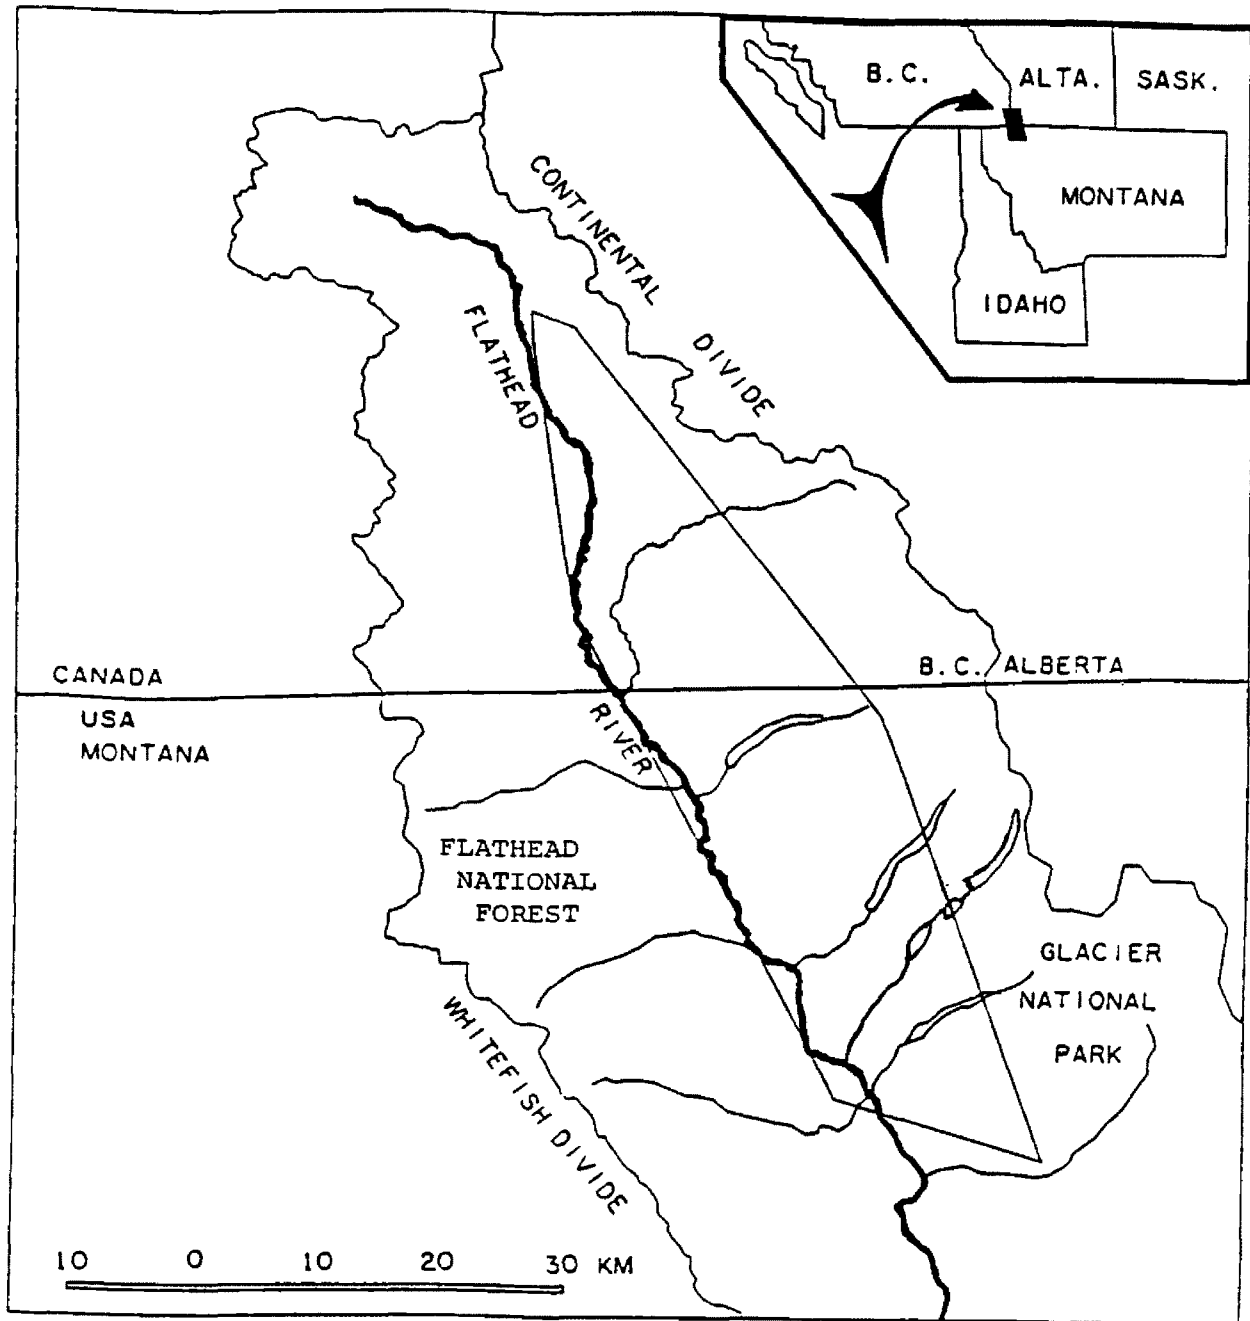 B.C.
ALTA.
SASK.
MONTANA
IDAHO
CONTINENTAL DIVIDE
FLATHEAD RIVER
CANADA
B.C. ALBERTA
USA
MONTANA
FLATHEAD
NATIONAL
FOREST
GLACIER
NATIONAL
PARK
WHITEFISH DIVIDE
10 0 10 20 30 KM